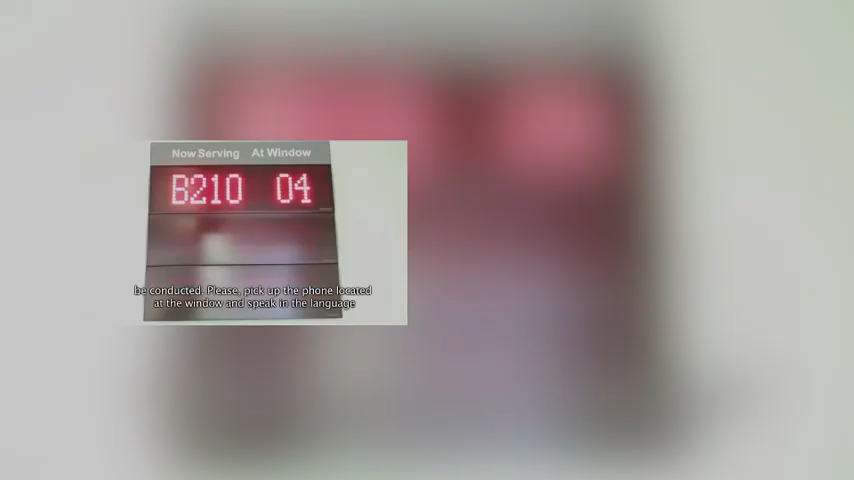 Now Serving At Window
B210 04
be conducted. Please, pick up the phone located
at the window and speak in the language